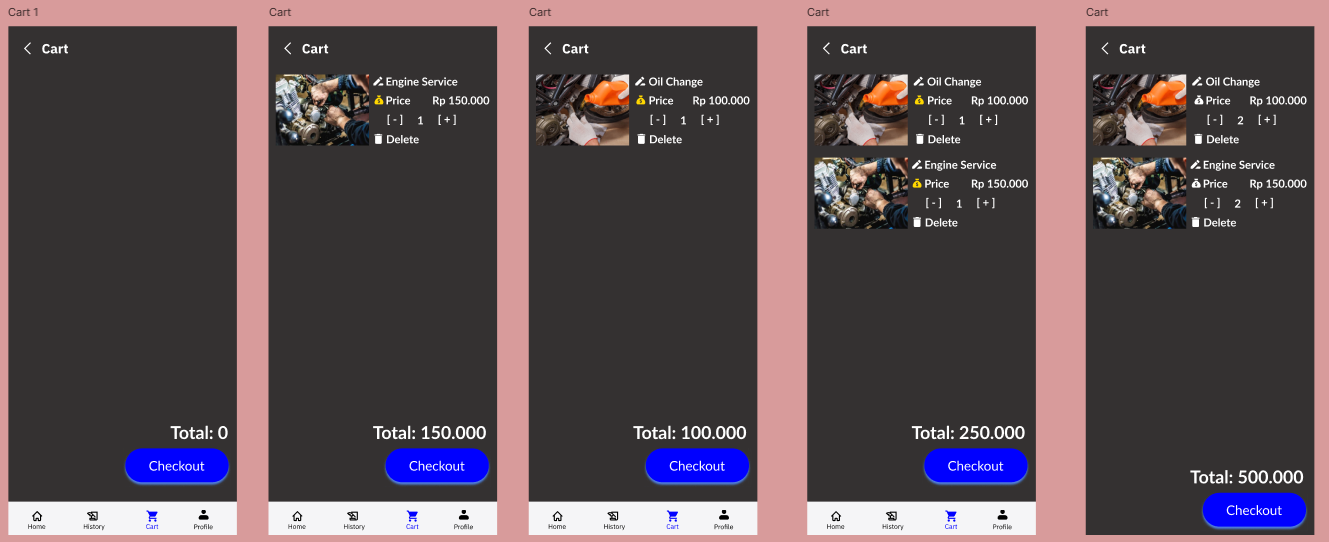 Cart 1
Cart
Total: 0
Checkout
Home History Cart Profile
Cart
Cart
Engine Service
Price Rp 150.000
[-] 1 [+]
Delete
Total: 150.000
Checkout
Home History Cart Profile
Cart
Cart
Oil Change
Price Rp 100.000
[-] 1 [+]
Delete
Total: 100.000
Checkout
Home History Cart Profile
Cart
Cart
Oil Change
Price Rp 100.000
[-] 1 [+]
Delete
Engine Service
Price Rp 150.000
[-] 1 [+]
Delete
Total: 250.000
Checkout
Home History Cart Profile
Cart
Cart
Oil Change
Price Rp 100.000
[-] 2 [+]
Delete
Engine Service
Price Rp 150.000
[-] 2 [+]
Delete
Total: 500.000
Checkout